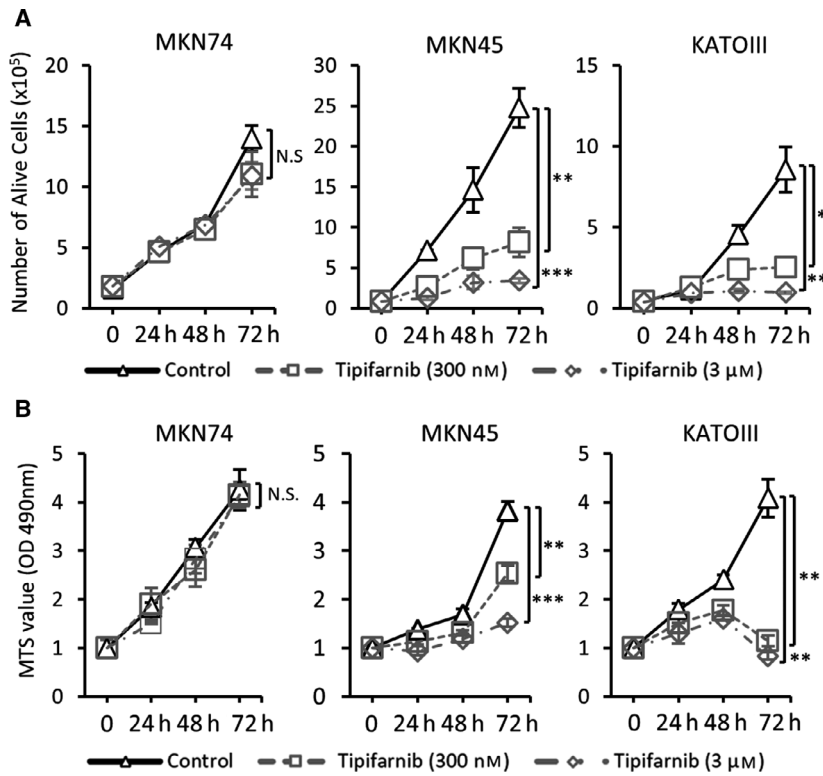 A
MKN74
MKN45
KATOIII
Number of Alive Cells (x10⁵)
20
15
10
5
0
0 24 h 48 h 72 h
N.S
30
25
20
15
10
5
0
0 24 h 48 h 72 h
**
***
15
10
5
0
0 24 h 48 h 72 h
*
**
Control Tipifarnib (300 nM) Tipifarnib (3 μM)
B
MKN74
MKN45
KATOIII
MTS value (OD 490nm)
5
4
3
2
1
0
0 24 h 48 h 72 h
N.S.
5
4
3
2
1
0
0 24 h 48 h 72 h
**
***
5
4
3
2
1
0
0 24 h 48 h 72 h
**
**
Control Tipifarnib (300 nM) Tipifarnib (3 μM)